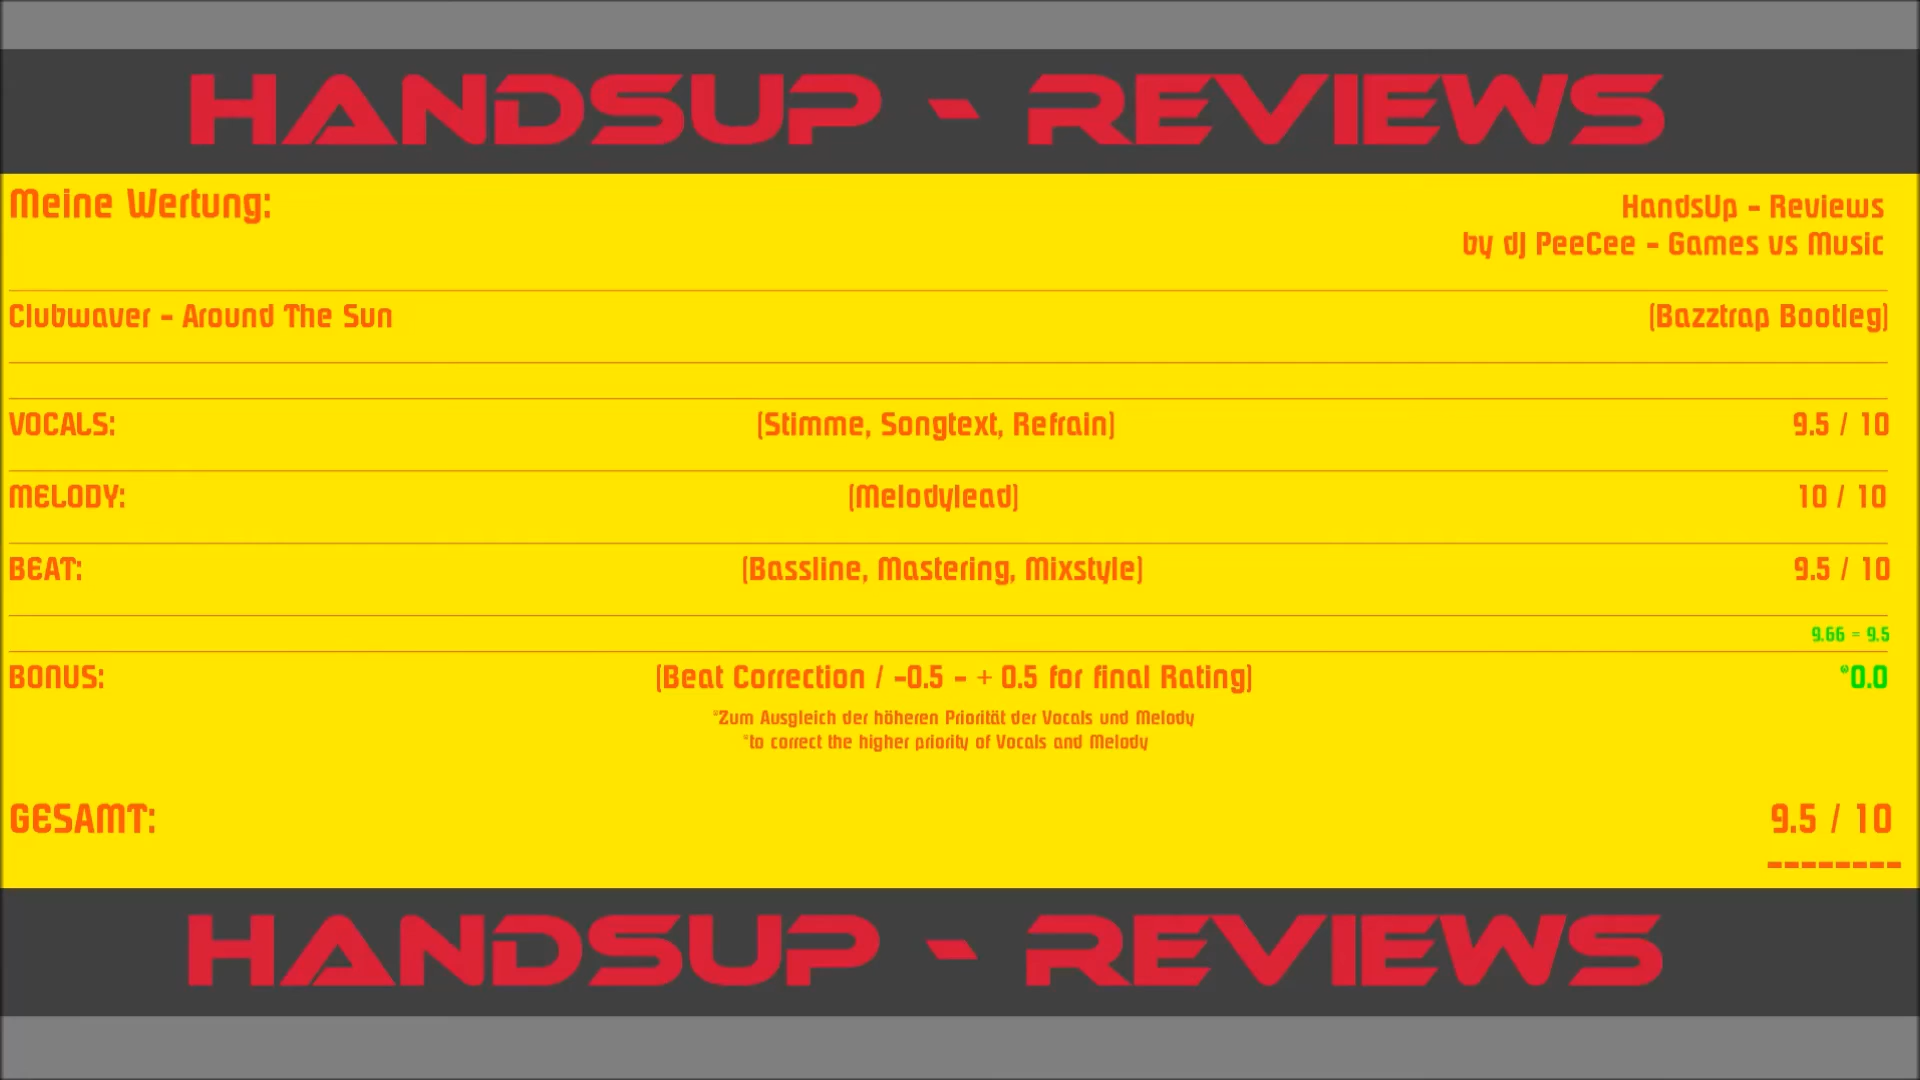 HANDSUP - REVIEWS
Meine Wertung:
HandsUp - Reviews
by dJ PeeCee - Games vs Music
Clubwaver - Around The Sun (Bazztrap Bootleg)
VOCALS: (Stimme, Songtext, Refrain) 9.5 / 10
MELODY: (Melodylead) 10 / 10
BEAT: (Bassline, Mastering, Mixstyle) 9.5 / 10
9.66 = 9.5
BONUS: (Beat Correction / -0.5 - + 0.5 for final Rating) *0.0
*Zum Ausgleich der höheren Priorität der Vocals und Melody
*to correct the higher priority of Vocals and Melody
GESAMT: 9.5 / 10
--------
HANDSUP - REVIEWS